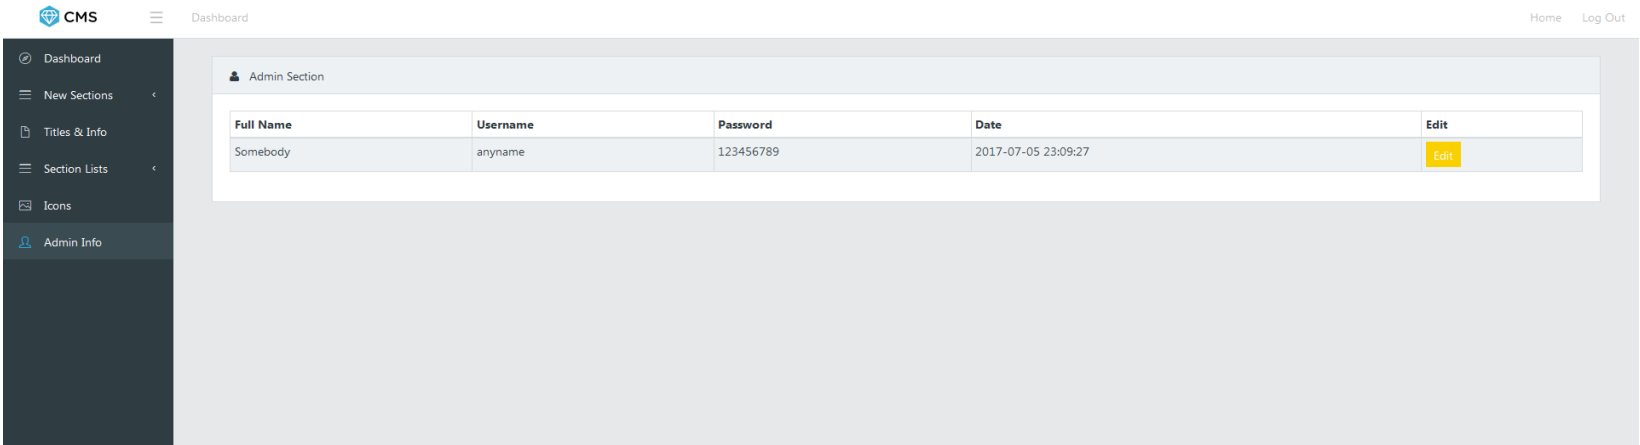 CMS Dashboard Home Log Out
Dashboard
New Sections
Titles & Info
Section Lists
Icons
Admin Info
Admin Section
Full Name Username Password Date Edit
Somebody anyname 123456789 2017-07-05 23:09:27 Edit